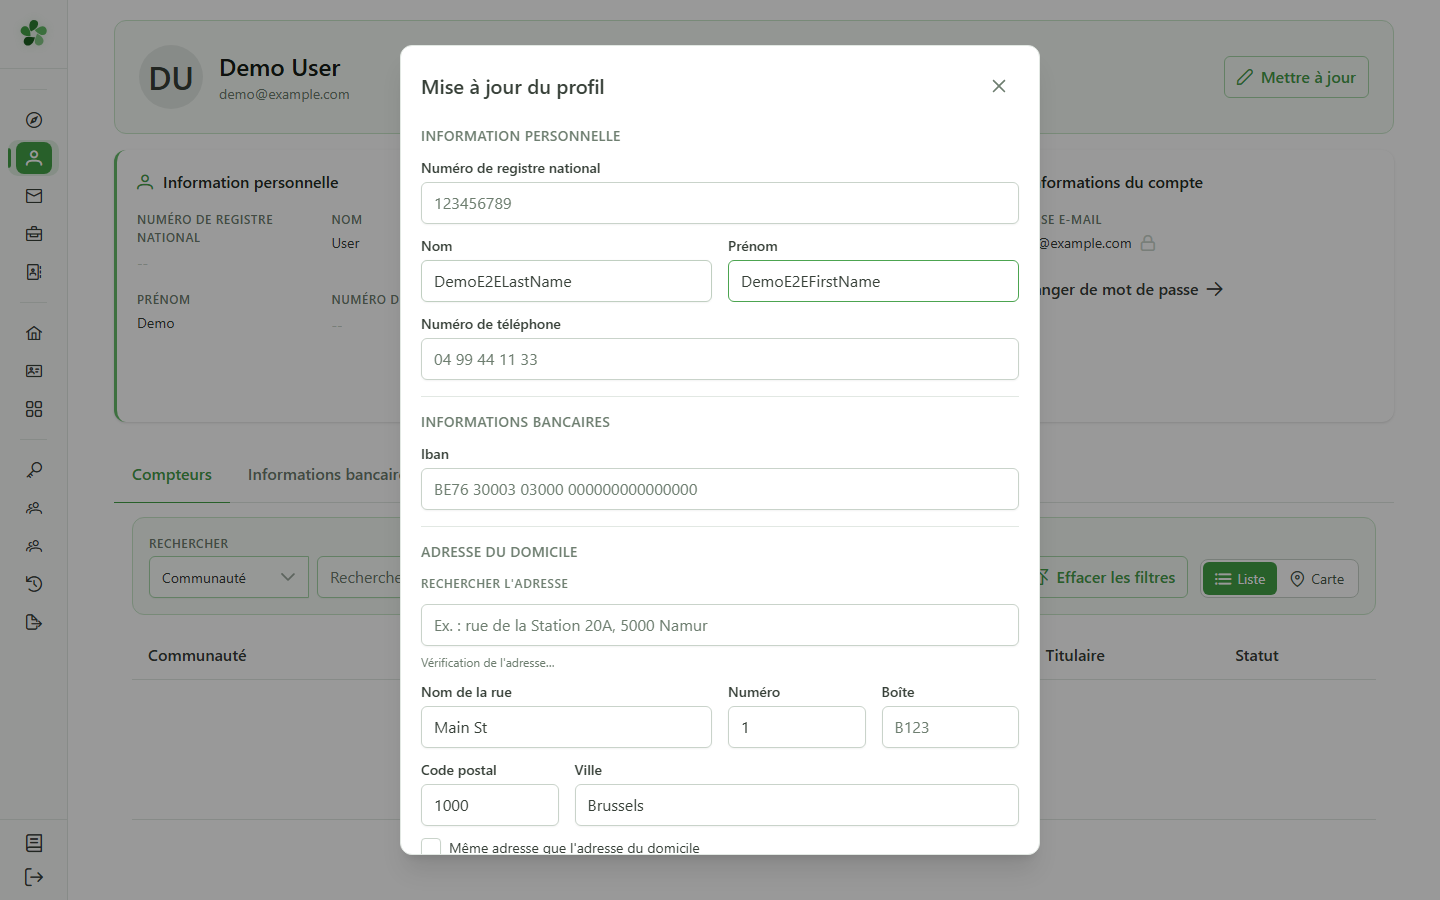 DU
Demo User
demo@example.com
Mettre à jour
Information personnelle
NUMÉRO DE REGISTRE
NATIONAL
--
NOM
User
PRÉNOM
Demo
NUMÉRO D
--
formations du compte
SE E-MAIL
@example.com
nger de mot de passe
Compteurs
Informations bancair
RECHERCHER
Communauté
Recherche
Effacer les filtres
Liste
Carte
Communauté
Titulaire
Statut
Mise à jour du profil
INFORMATION PERSONNELLE
Numéro de registre national
123456789
Nom
Prénom
DemoE2ELastName
DemoE2EFirstName
Numéro de téléphone
04 99 44 11 33
INFORMATIONS BANCAIRES
Iban
BE76 30003 03000 000000000000000
ADRESSE DU DOMICILE
RECHERCHER L'ADRESSE
Ex. : rue de la Station 20A, 5000 Namur
Vérification de l'adresse...
Nom de la rue
Numéro
Boîte
Main St
1
B123
Code postal
Ville
1000
Brussels
Même adresse que l'adresse du domicile